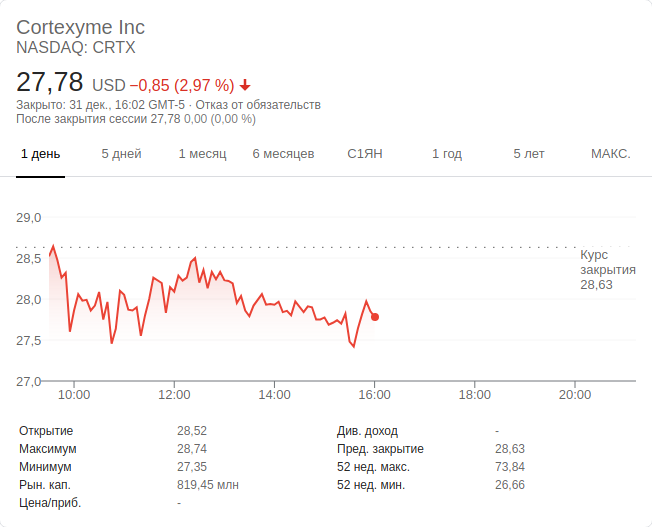 Cortexyme Inc
NASDAQ: CRTX
27,78 USD −0,85 (2,97 %)
Закрыто: 31 дек., 16:02 GMT-5 · Отказ от обязательств
После закрытия сессии 27,78 0,00 (0,00 %)
1 день 5 дней 1 месяц 6 месяцев С1ЯН 1 год 5 лет МАКС.
29,0
28,5
28,0
27,5
27,0
Курс
закрытия
28,63
10:00 12:00 14:00 16:00 18:00 20:00
Открытие 28,52 Див. доход -
Максимум 28,74 Пред. закрытие 28,63
Минимум 27,35 52 нед. макс. 73,84
Рын. кап. 819,45 млн 52 нед. мин. 26,66
Цена/приб. -